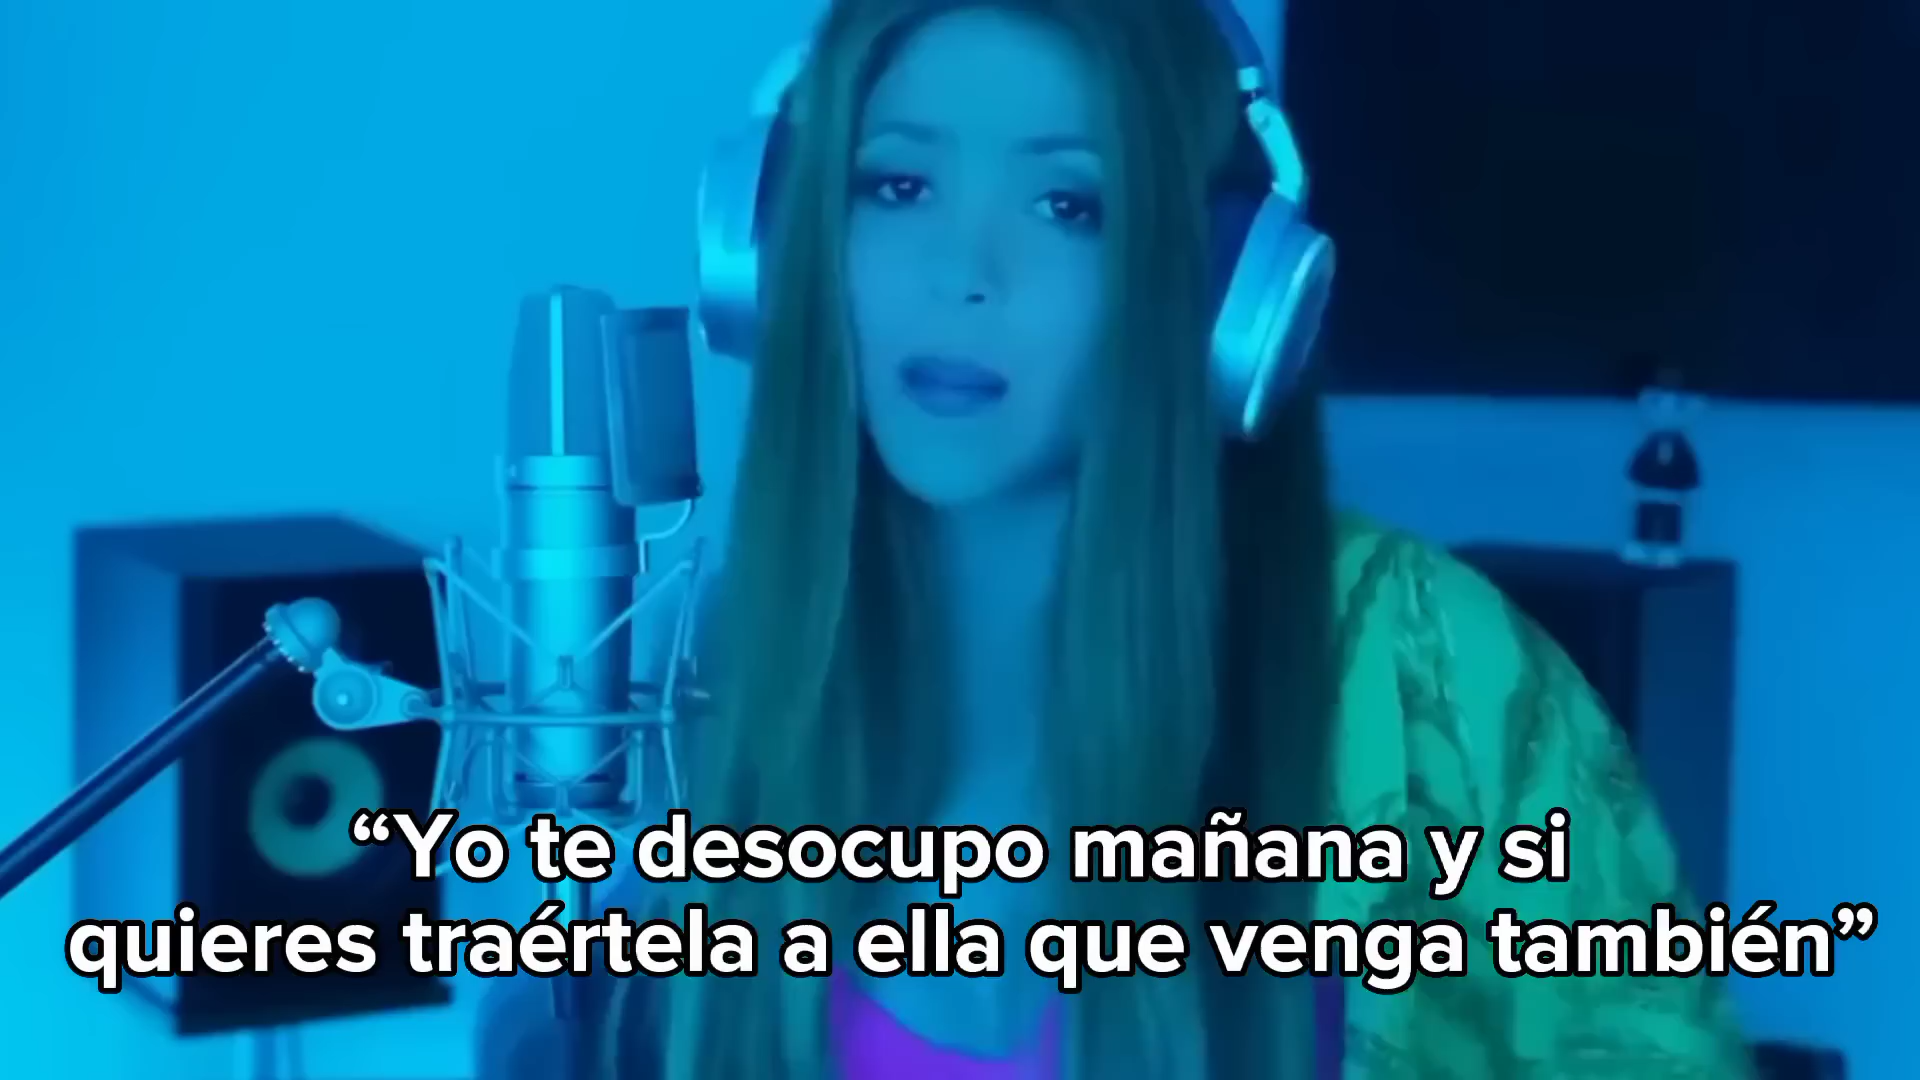 “Yo te desocupo mañana y si
quieres traértela a ella que venga también”